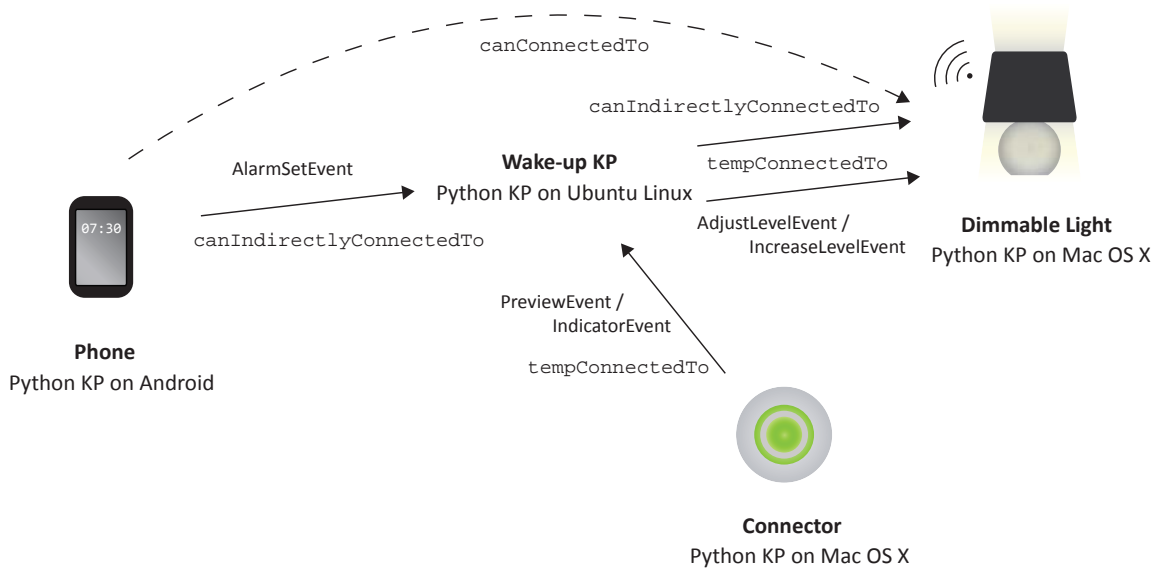 canConnectedTo
canIndirectlyConnectedTo
Wake-up KP
tempConnectedTo
AlarmSetEvent
Python KP on Ubuntu Linux
07:30
canIndirectlyConnectedTo
AdjustLevelEvent /
IncreaseLevelEvent
Dimmable Light
Python KP on Mac OS X
PreviewEvent /
IndicatorEvent
tempConnectedTo
Phone
Python KP on Android
Connector
Python KP on Mac OS X